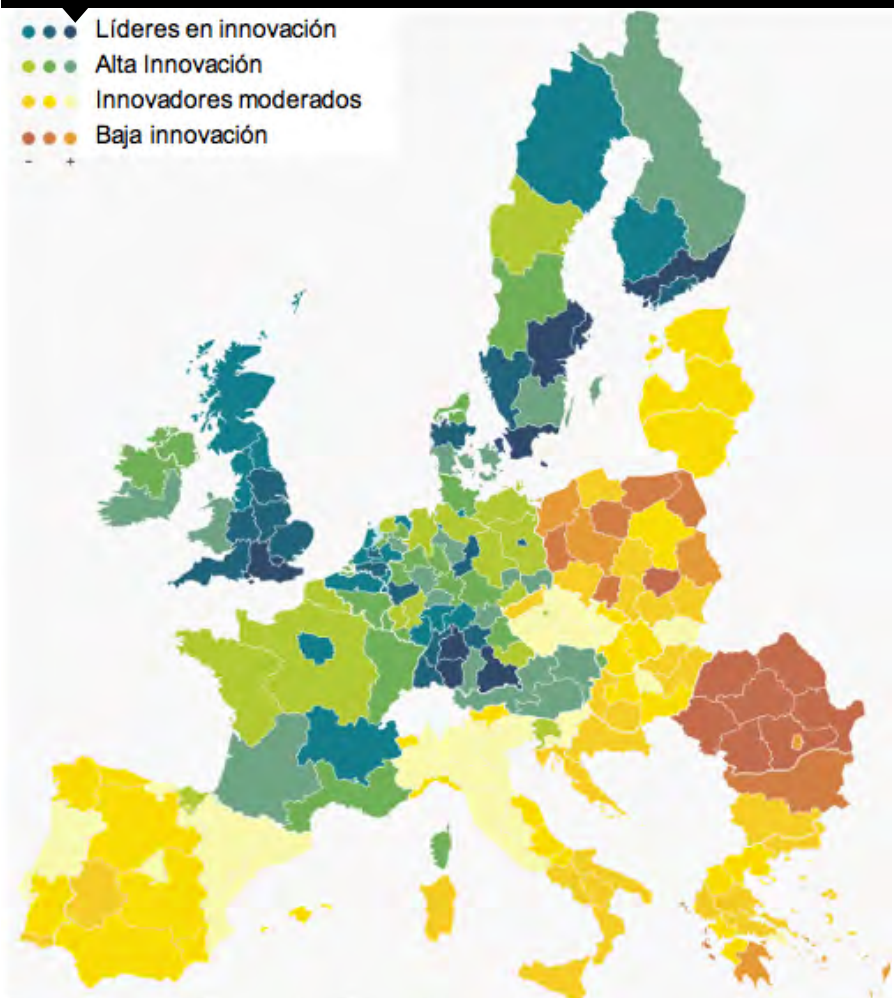 Líderes en innovación
Alta Innovación
Innovadores moderados
Baja innovación
- +